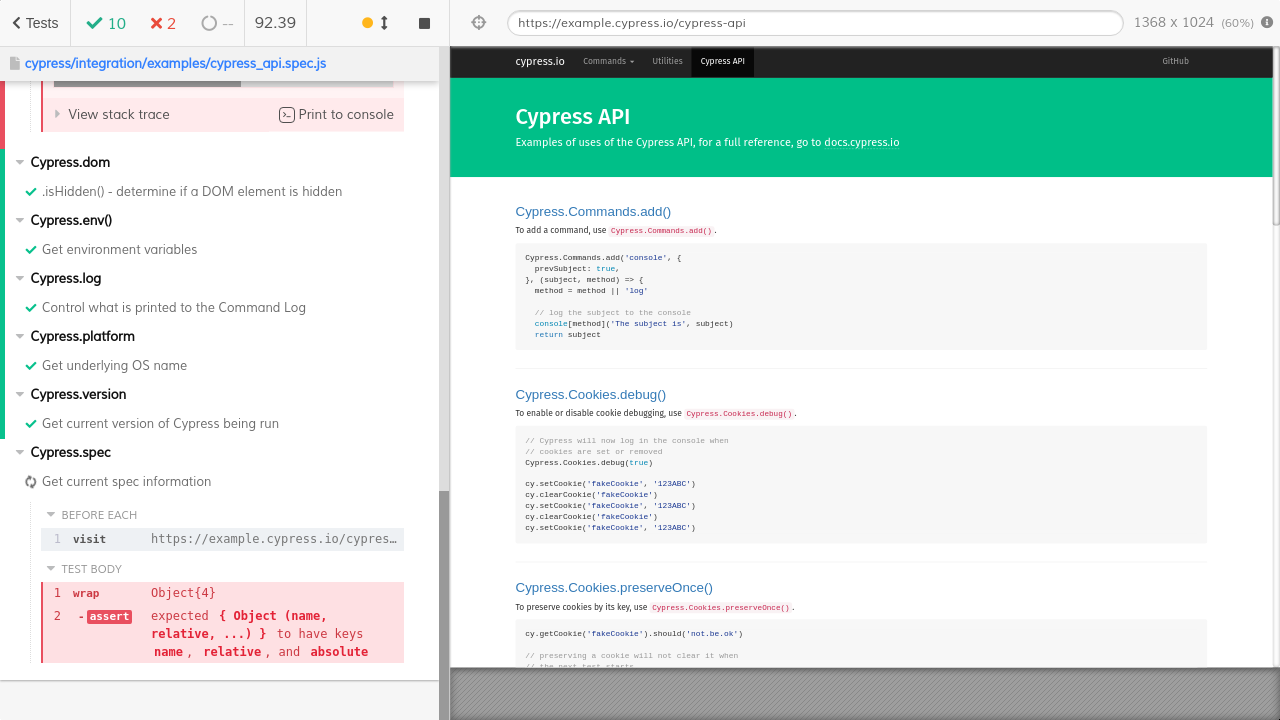 Tests
10
2
--
92.39
cypress/integration/examples/cypress_api.spec.js
View stack trace
Print to console
Cypress.dom
.isHidden() - determine if a DOM element is hidden
Cypress.env()
Get environment variables
Cypress.log
Control what is printed to the Command Log
Cypress.platform
Get underlying OS name
Cypress.version
Get current version of Cypress being run
Cypress.spec
Get current spec information
BEFORE EACH
1 visit https://example.cypress.io/cypres…
TEST BODY
1 wrap Object{4}
2 - assert expected { Object (name,
relative, ...) } to have keys
name, relative, and absolute
https://example.cypress.io/cypress-api
1368 x 1024 (60%)
cypress.io Commands Utilities Cypress API GitHub
Cypress API
Examples of uses of the Cypress API, for a full reference, go to docs.cypress.io
Cypress.Commands.add()
To add a command, use Cypress.Commands.add().
Cypress.Commands.add('console', {
prevSubject: true,
}, (subject, method) => {
method = method || 'log'
// log the subject to the console
console[method]('The subject is', subject)
return subject
Cypress.Cookies.debug()
To enable or disable cookie debugging, use Cypress.Cookies.debug().
// Cypress will now log in the console when
// cookies are set or removed
Cypress.Cookies.debug(true)
cy.setCookie('fakeCookie', '123ABC')
cy.clearCookie('fakeCookie')
cy.setCookie('fakeCookie', '123ABC')
cy.clearCookie('fakeCookie')
cy.setCookie('fakeCookie', '123ABC')
Cypress.Cookies.preserveOnce()
To preserve cookies by its key, use Cypress.Cookies.preserveOnce().
cy.getCookie('fakeCookie').should('not.be.ok')
// preserving a cookie will not clear it when
// the next test starts